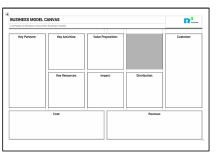 BUSINESS MODEL CANVAS
Key Partners
Key Activities
Value Proposition
Customer
Key Resources
Impact
Distribution
Cost
Revenue